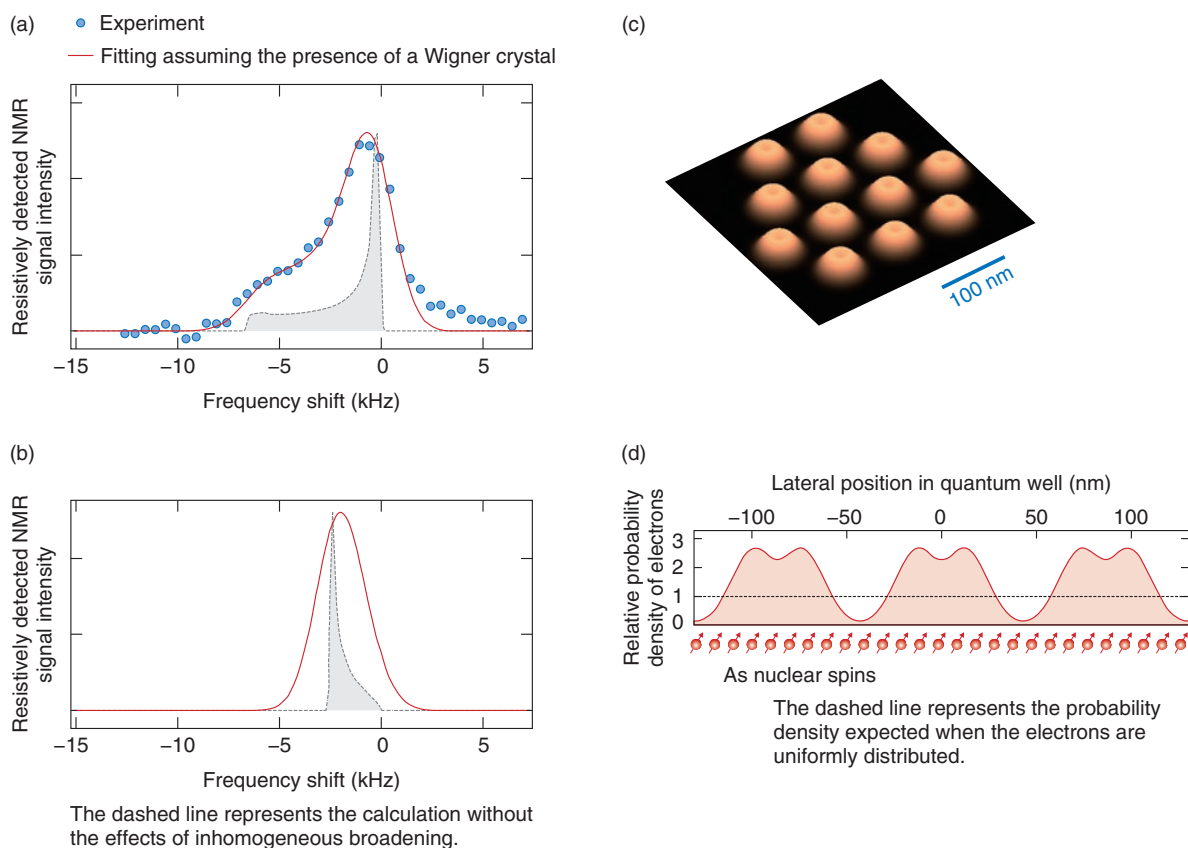 (a)
Experiment
Fitting assuming the presence of a Wigner crystal
Resistively detected NMR
signal intensity
−15 −10 −5 0 5
Frequency shift (kHz)
(b)
Resistively detected NMR
signal intensity
−15 −10 −5 0 5
Frequency shift (kHz)
The dashed line represents the calculation without
the effects of inhomogeneous broadening.
(c)
100 nm
(d)
Lateral position in quantum well (nm)
−100 −50 0 50 100
Relative probability
density of electrons
3
2
1
0
As nuclear spins
The dashed line represents the probability
density expected when the electrons are
uniformly distributed.